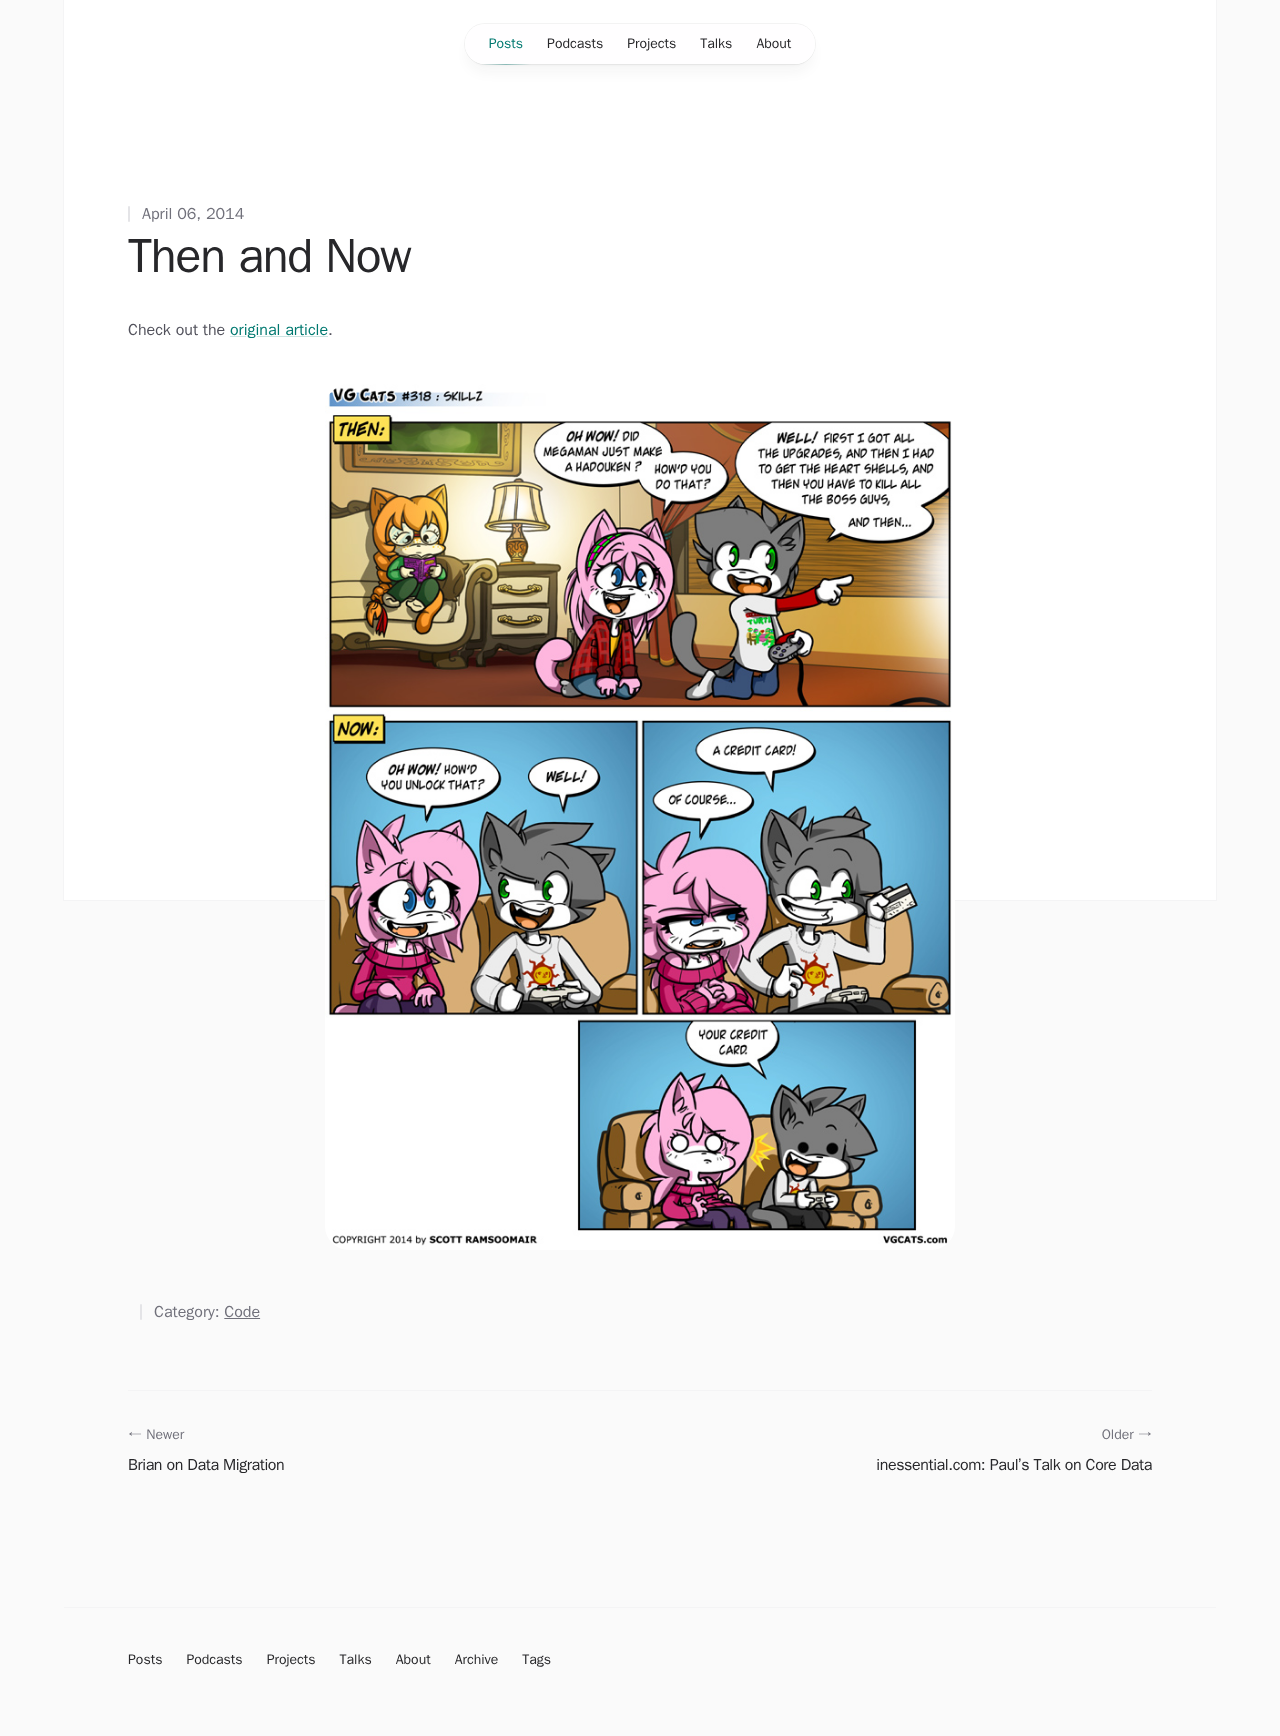 Posts Podcasts Projects Talks About
April 06, 2014
Then and Now
Check out the original article.
VG CATS #318 : SKILLZ
THEN:
OH WOW! DID
MEGAMAN JUST MAKE
A HADOUKEN ?
HOW'D YOU
DO THAT?
WELL! FIRST I GOT ALL
THE UPGRADES, AND THEN I HAD
TO GET THE HEART SHELLS, AND
THEN YOU HAVE TO KILL ALL
THE BOSS GUYS,
AND THEN...
NOW:
OH WOW! HOW'D
YOU UNLOCK THAT?
WELL!
A CREDIT CARD!
OF COURSE...
YOUR CREDIT
CARD.
COPYRIGHT 2014 by SCOTT RAMSOOMAIR
VGCATS.com
Category: Code
← Newer
Brian on Data Migration
Older →
inessential.com: Paul's Talk on Core Data
Posts Podcasts Projects Talks About Archive Tags